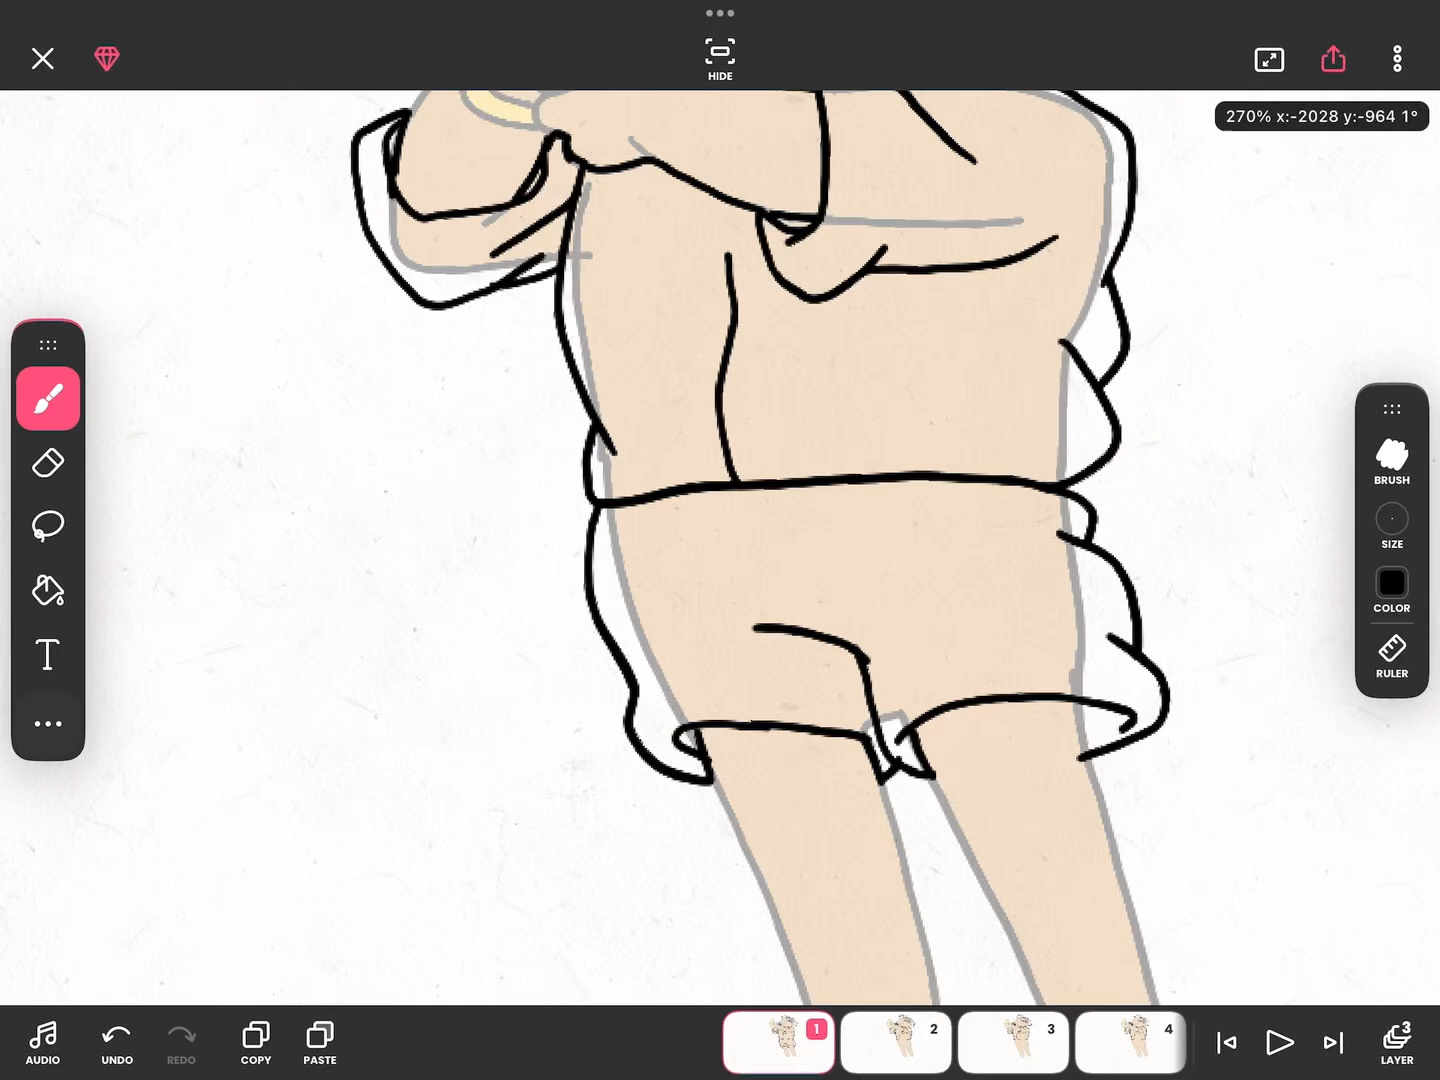 HIDE
270% x:-2028 y:-964 1°
T
BRUSH
SIZE
COLOR
RULER
AUDIO
UNDO
REDO
COPY
PASTE
1
2
3
4
3
LAYER